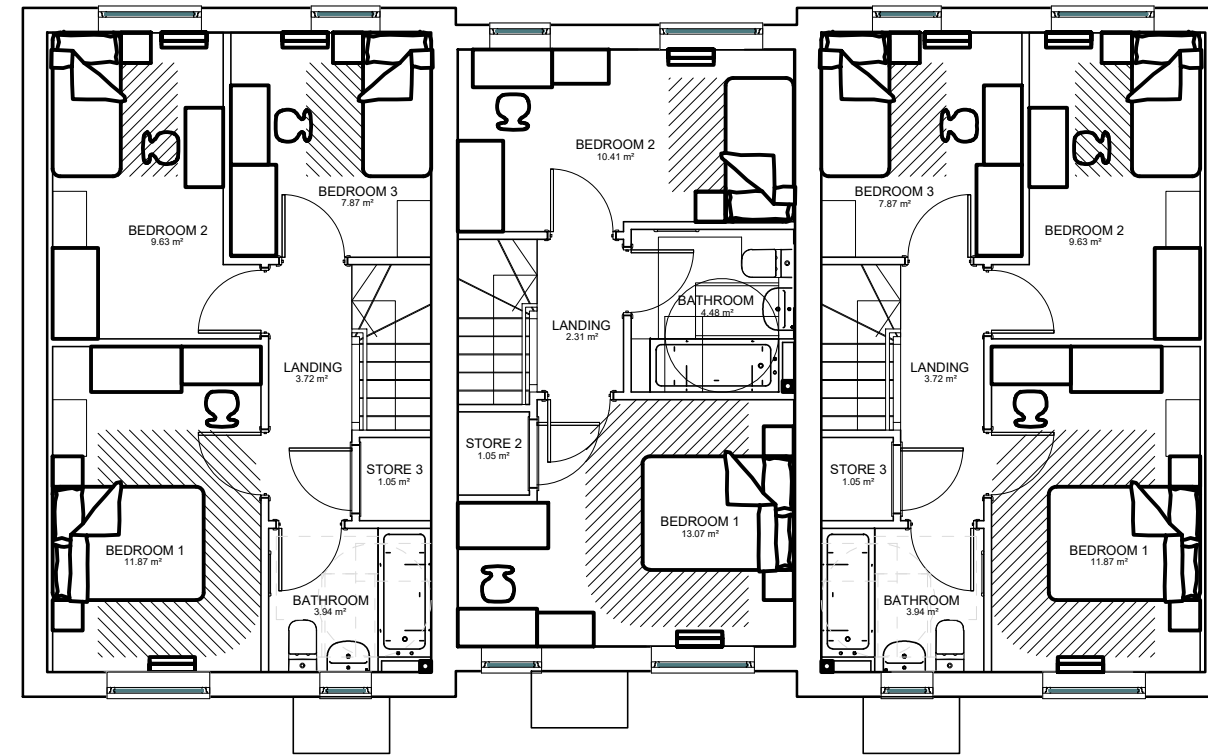 BEDROOM 2
9.63 m²
BEDROOM 3
7.87 m²
LANDING
3.72 m²
STORE 3
1.05 m²
BEDROOM 1
11.87 m²
BATHROOM
3.94 m²
BEDROOM 2
10.41 m²
BATHROOM
4.48 m²
LANDING
2.31 m²
STORE 2
1.05 m²
BEDROOM 1
13.07 m²
BEDROOM 3
7.87 m²
BEDROOM 2
9.63 m²
LANDING
3.72 m²
STORE 3
1.05 m²
BEDROOM 1
11.87 m²
BATHROOM
3.94 m²